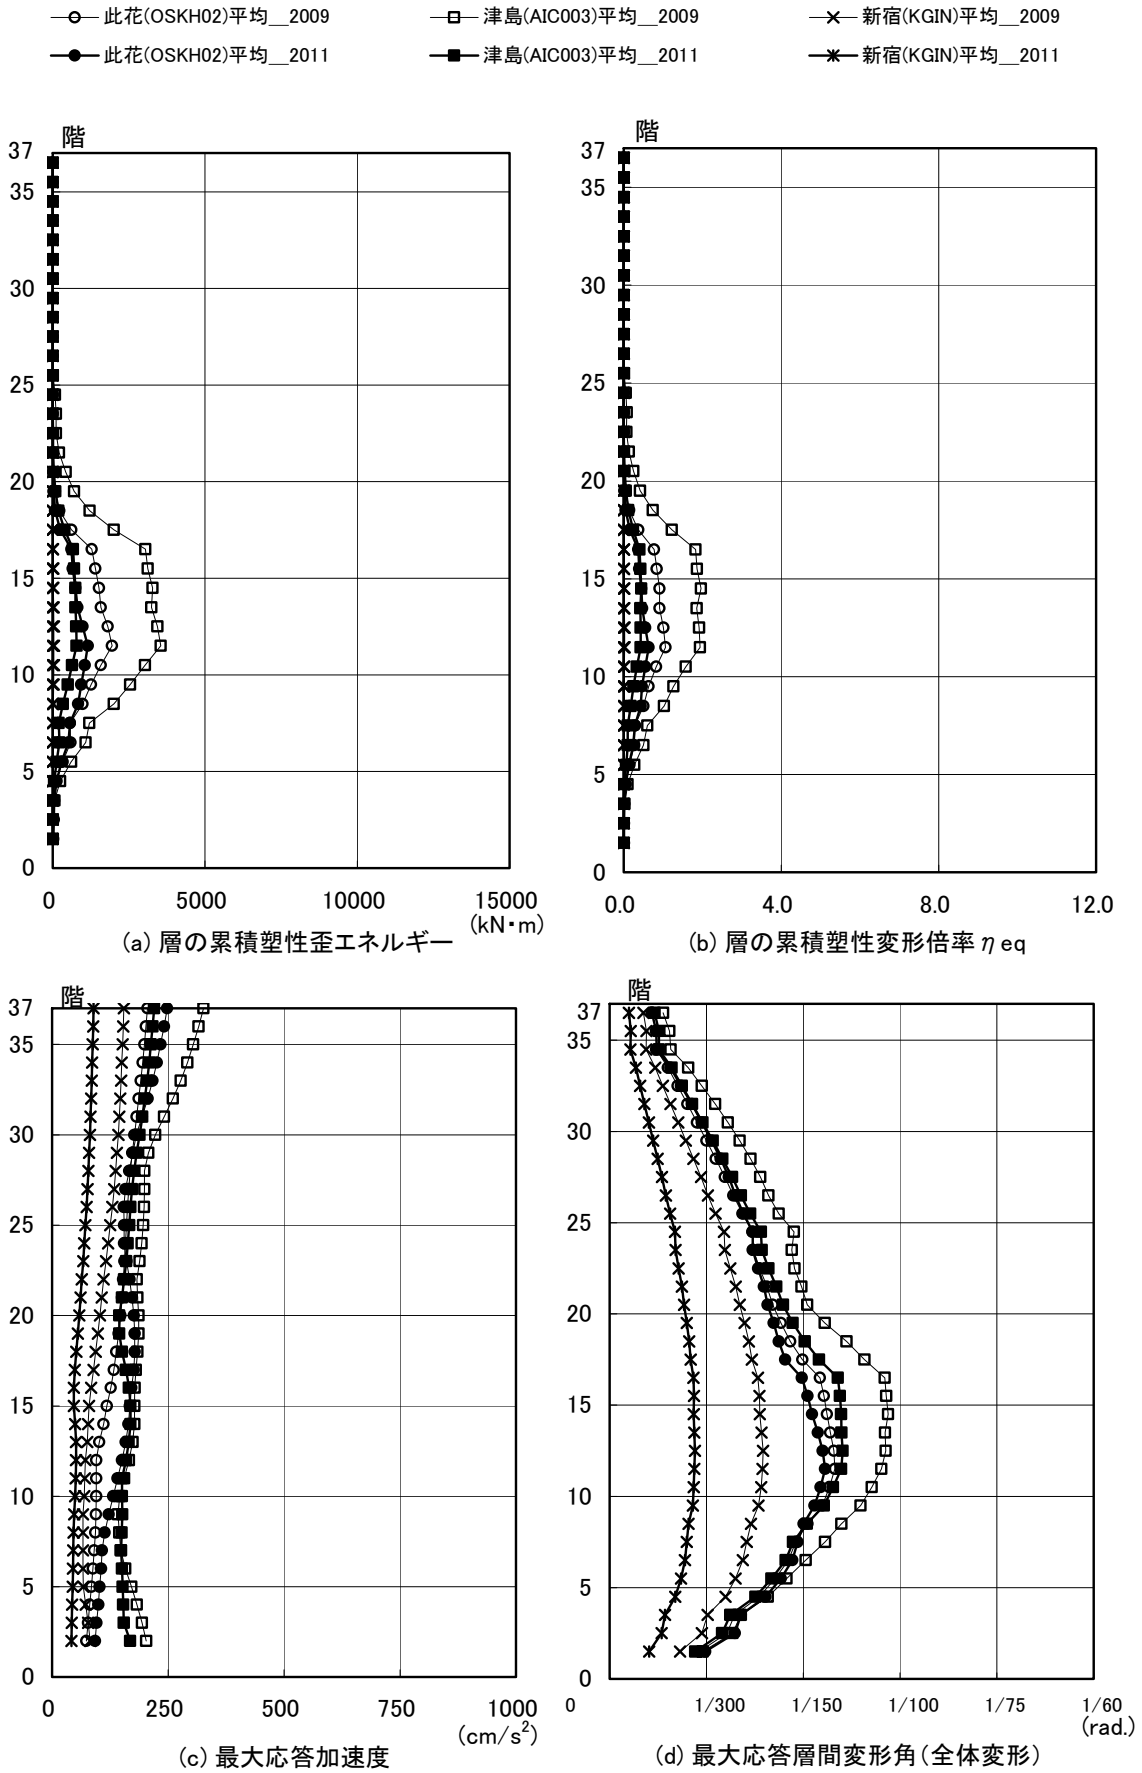 此花(OSKH02)平均__2009 津島(AIC003)平均__2009 新宿(KGIN)平均__2009
此花(OSKH02)平均__2011 津島(AIC003)平均__2011 新宿(KGIN)平均__2011
階
37
35
30
25
20
15
10
5
0
0 5000 10000 15000
(kN・m)
(a) 層の累積塑性歪エネルギー
階
37
35
30
25
20
15
10
5
0
0.0 4.0 8.0 12.0
(b) 層の累積塑性変形倍率 η eq
階
37
35
30
25
20
15
10
5
0
0 250 500 750 1000
(cm/s²)
(c) 最大応答加速度
階
37
35
30
25
20
15
10
5
0
0 1/300 1/150 1/100 1/75 1/60
(rad.)
(d) 最大応答層間変形角(全体変形)